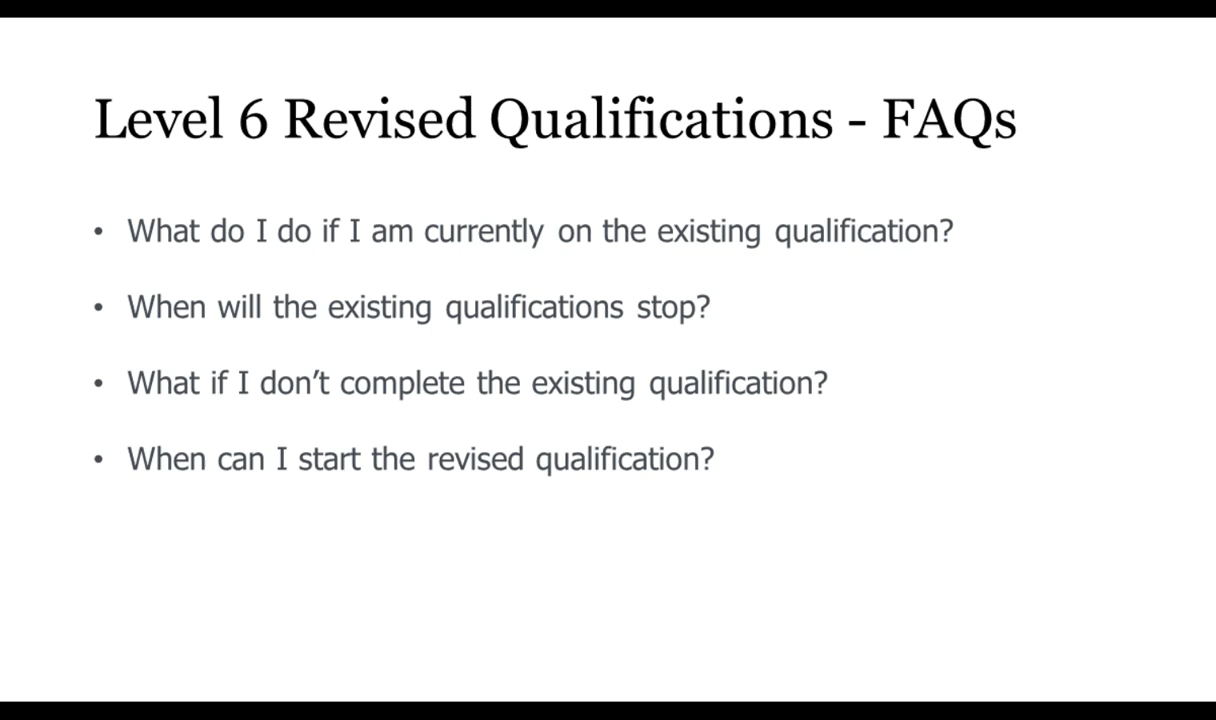 Level 6 Revised Qualifications - FAQs
• What do I do if I am currently on the existing qualification?
• When will the existing qualifications stop?
• What if I don’t complete the existing qualification?
• When can I start the revised qualification?